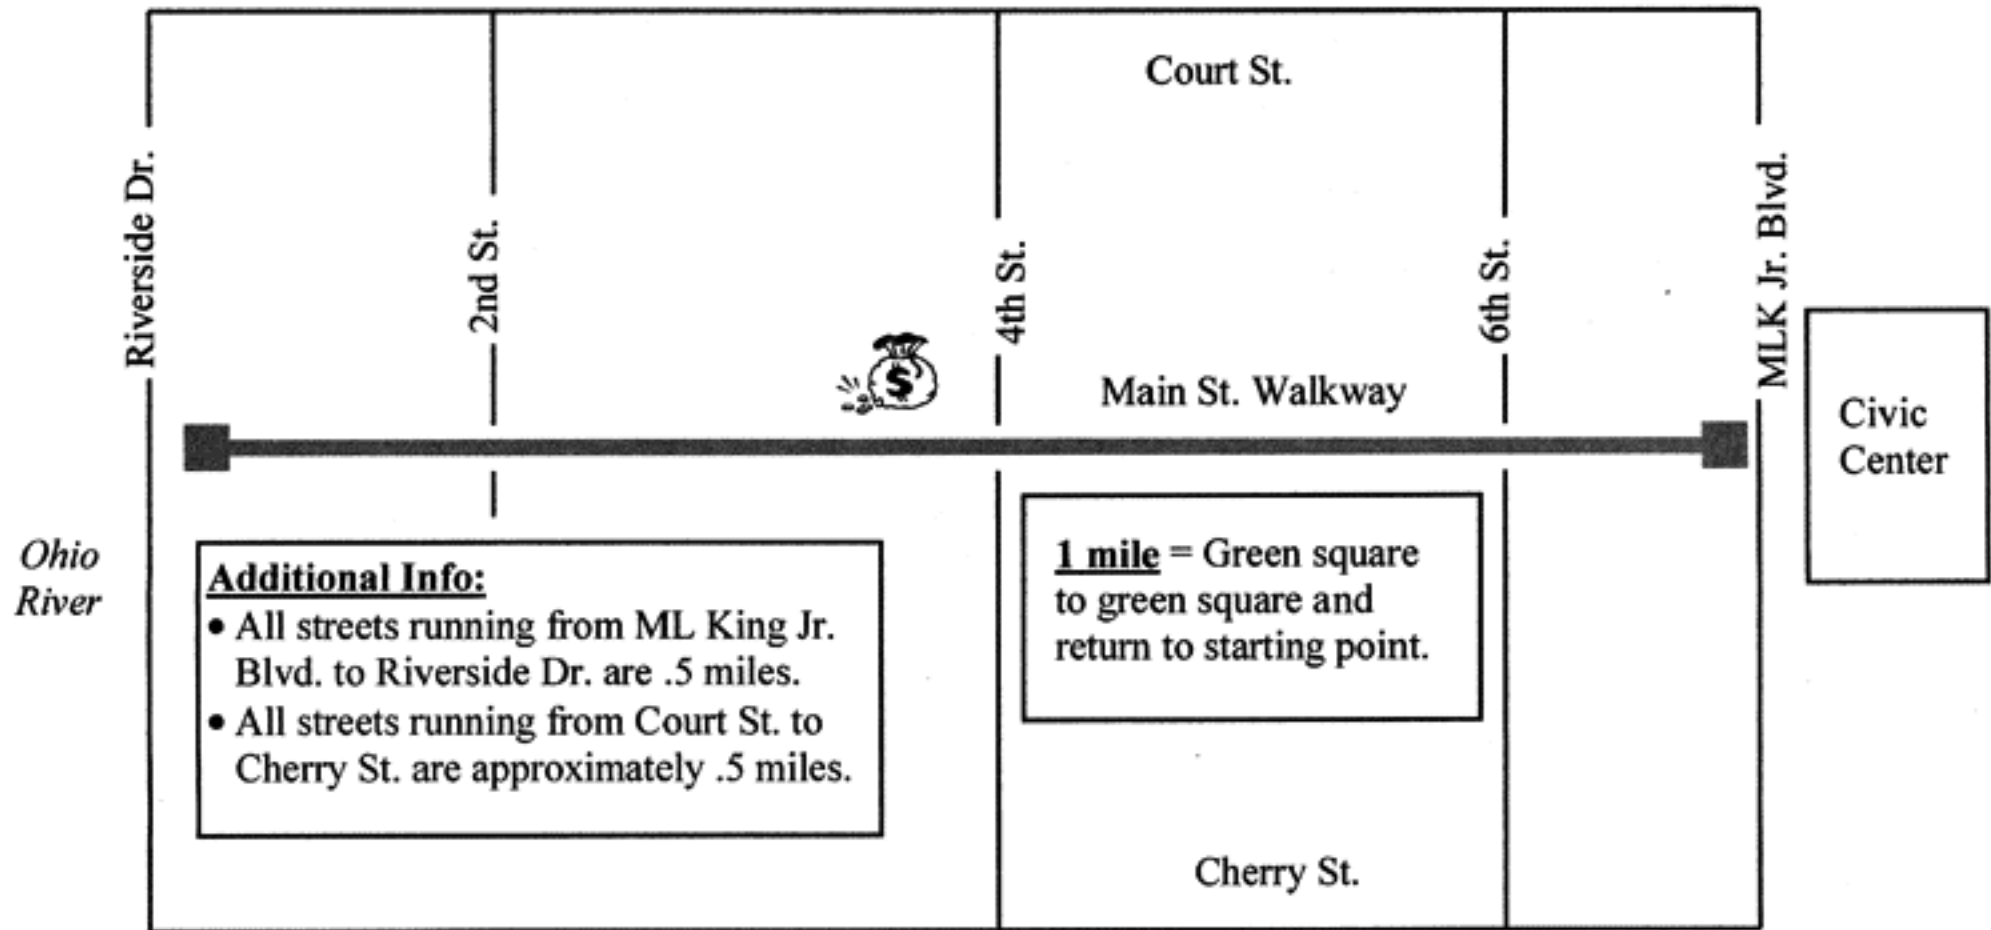 Court St.
Riverside Dr.
2nd St.
4th St.
6th St.
MLK Jr. Blvd.
$
Main St. Walkway
Civic
Center
Ohio
River
Additional Info:
• All streets running from ML King Jr.
Blvd. to Riverside Dr. are .5 miles.
• All streets running from Court St. to
Cherry St. are approximately .5 miles.
1 mile = Green square
to green square and
return to starting point.
Cherry St.